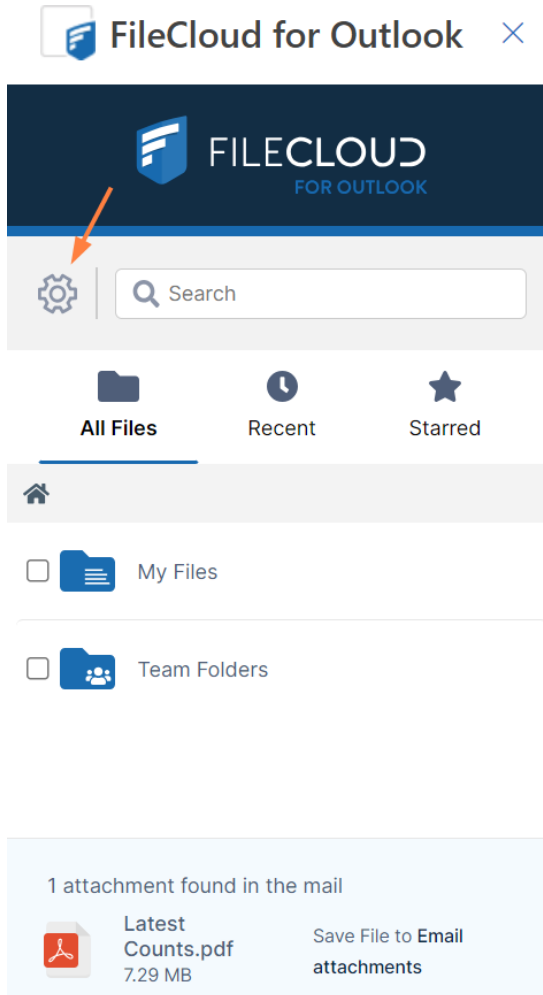 FileCloud for Outlook
FILECLOUD
FOR OUTLOOK
Search
All Files
Recent
Starred
My Files
Team Folders
1 attachment found in the mail
Latest
Counts.pdf
7.29 MB
Save File to Email
attachments